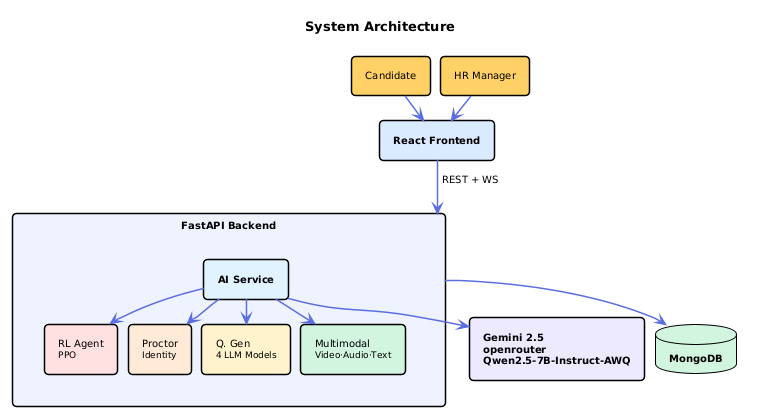 System Architecture
Candidate
HR Manager
React Frontend
REST + WS
FastAPI Backend
AI Service
RL Agent
PPO
Proctor
Identity
Q. Gen
4 LLM Models
Multimodal
Video·Audio·Text
Gemini 2.5
openrouter
Qwen2.5-7B-Instruct-AWQ
MongoDB